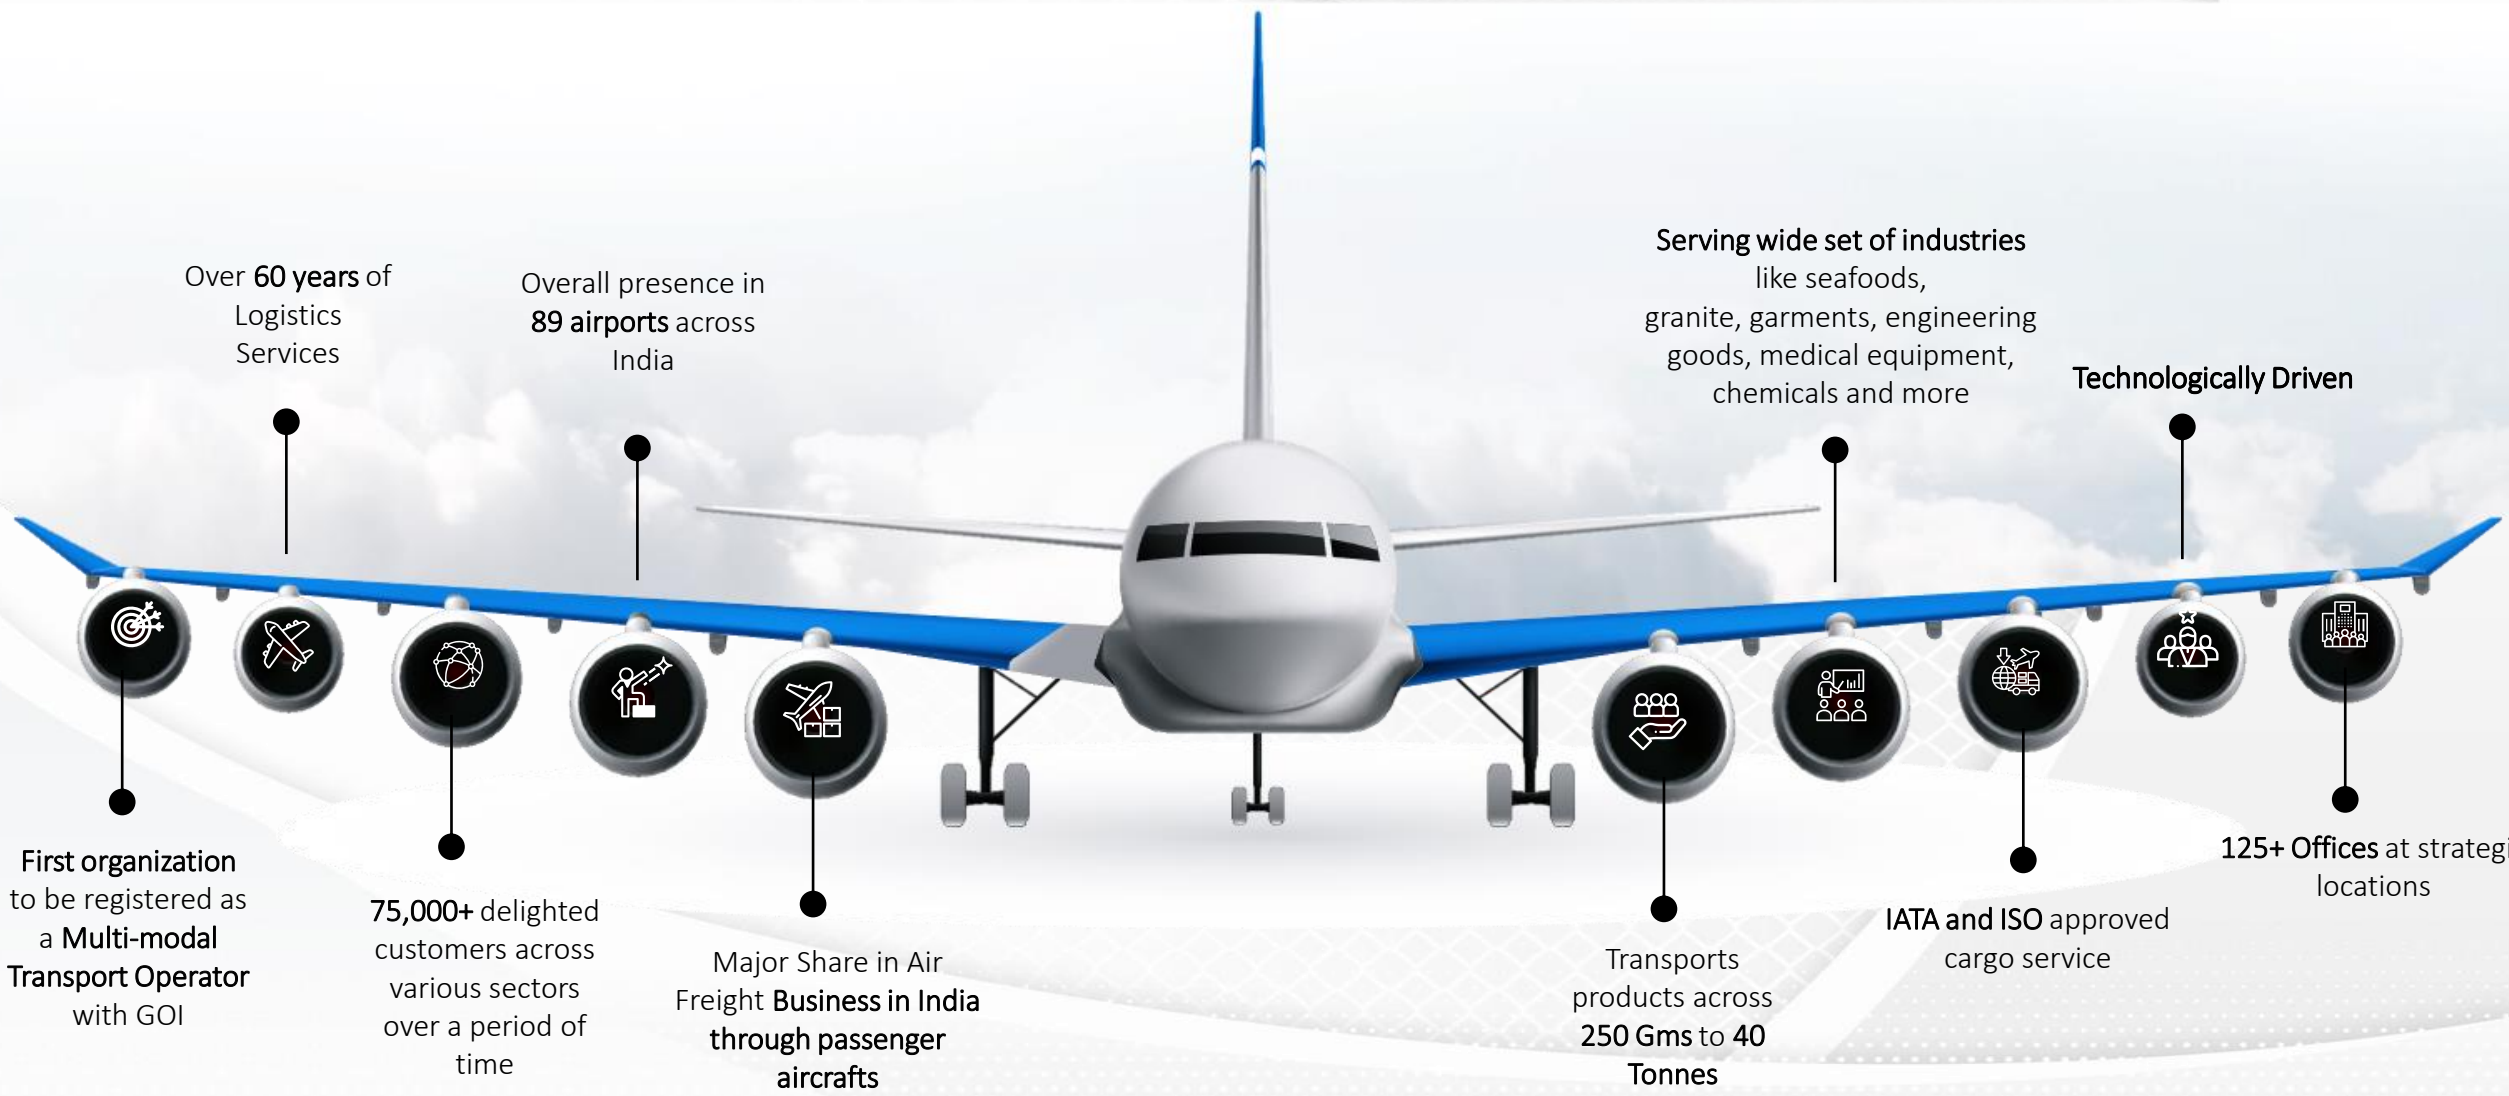 Over 60 years of
Logistics
Services
Overall presence in
89 airports across
India
Serving wide set of industries
like seafoods,
granite, garments, engineering
goods, medical equipment,
chemicals and more
Technologically Driven
First organization
to be registered as
a Multi-modal
Transport Operator
with GOI
75,000+ delighted
customers across
various sectors
over a period of
time
Major Share in Air
Freight Business in India
through passenger
aircrafts
Transports
products across
250 Gms to 40
Tonnes
IATA and ISO approved
cargo service
125+ Offices at strategi
locations